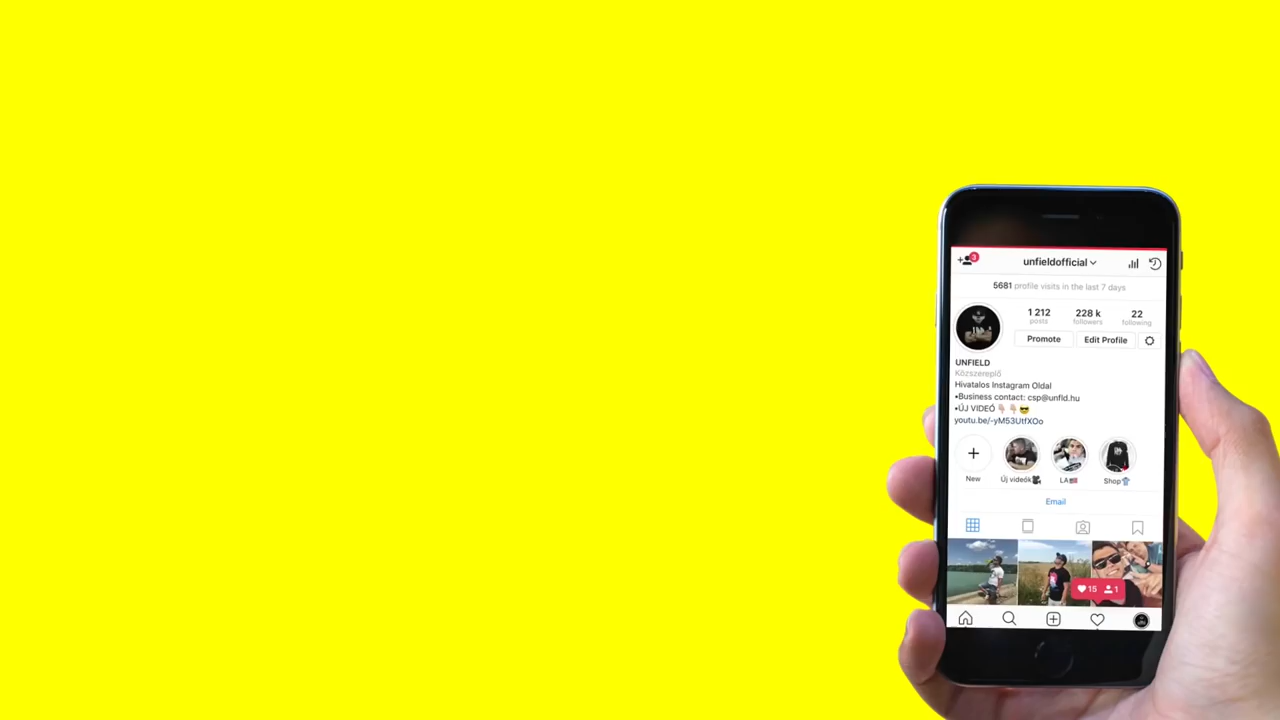 3
unfieldofficial
5681 profile visits in the last 7 days
1 212 228 k 22
posts followers following
Promote Edit Profile
UNFIELD
Közszereplő
Hivatalos Instagram Oldal
•Business contact: csp@unfld.hu
•ÚJ VIDEÓ👇🏼👇🏼😎
youtu.be/-yM53UtfXOo
New Új videók🎥 LA🇺🇸 Shop👕
Email
15 1